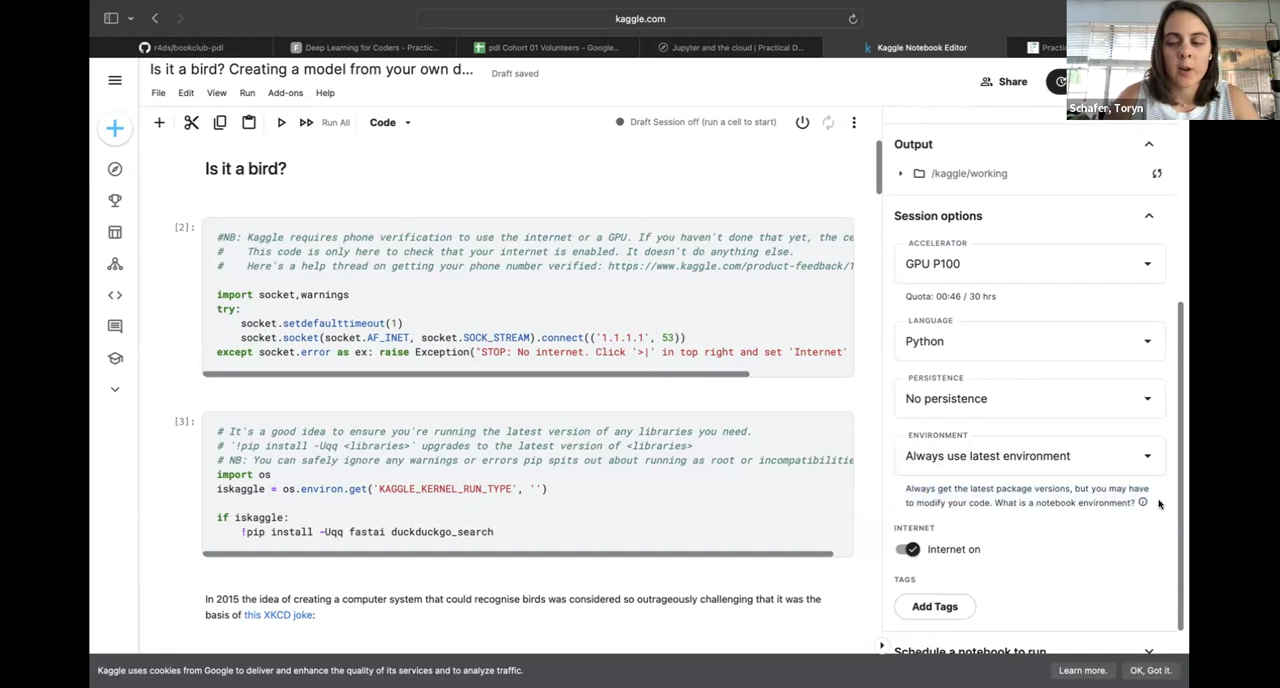 kaggle.com
r4ds/bookclub-pdl
Deep Learning for Coders - Practic...
pdl Cohort 01 Volunteers - Google...
Jupyter and the cloud | Practical D...
Kaggle Notebook Editor
Practi
Is it a bird? Creating a model from your own d...
Draft saved
Share
Schafer, Toryn
File Edit View Run Add-ons Help
Run All
Code
Draft Session off (run a cell to start)
Is it a bird?
[2]:
#NB: Kaggle requires phone verification to use the internet or a GPU. If you haven't done that yet, the ce
# This code is only here to check that your internet is enabled. It doesn't do anything else.
# Here's a help thread on getting your phone number verified: https://www.kaggle.com/product-feedback/1
import socket,warnings
try:
socket.setdefaulttimeout(1)
socket.socket(socket.AF_INET, socket.SOCK_STREAM).connect(('1.1.1.1', 53))
except socket.error as ex: raise Exception("STOP: No internet. Click '>|' in top right and set 'Internet'
[3]:
# It's a good idea to ensure you're running the latest version of any libraries you need.
# `!pip install -Uqq <libraries>` upgrades to the latest version of <libraries>
# NB: You can safely ignore any warnings or errors pip spits out about running as root or incompatibilitie
import os
iskaggle = os.environ.get('KAGGLE_KERNEL_RUN_TYPE', '')
if iskaggle:
!pip install -Uqq fastai duckduckgo_search
In 2015 the idea of creating a computer system that could recognise birds was considered so outrageously challenging that it was the
basis of this XKCD joke:
Output
/kaggle/working
Session options
ACCELERATOR
GPU P100
Quota: 00:46 / 30 hrs
LANGUAGE
Python
PERSISTENCE
No persistence
ENVIRONMENT
Always use latest environment
Always get the latest package versions, but you may have
to modify your code. What is a notebook environment?
INTERNET
Internet on
TAGS
Add Tags
Schedule a notebook to run
Kaggle uses cookies from Google to deliver and enhance the quality of its services and to analyze traffic.
Learn more.
OK, Got it.